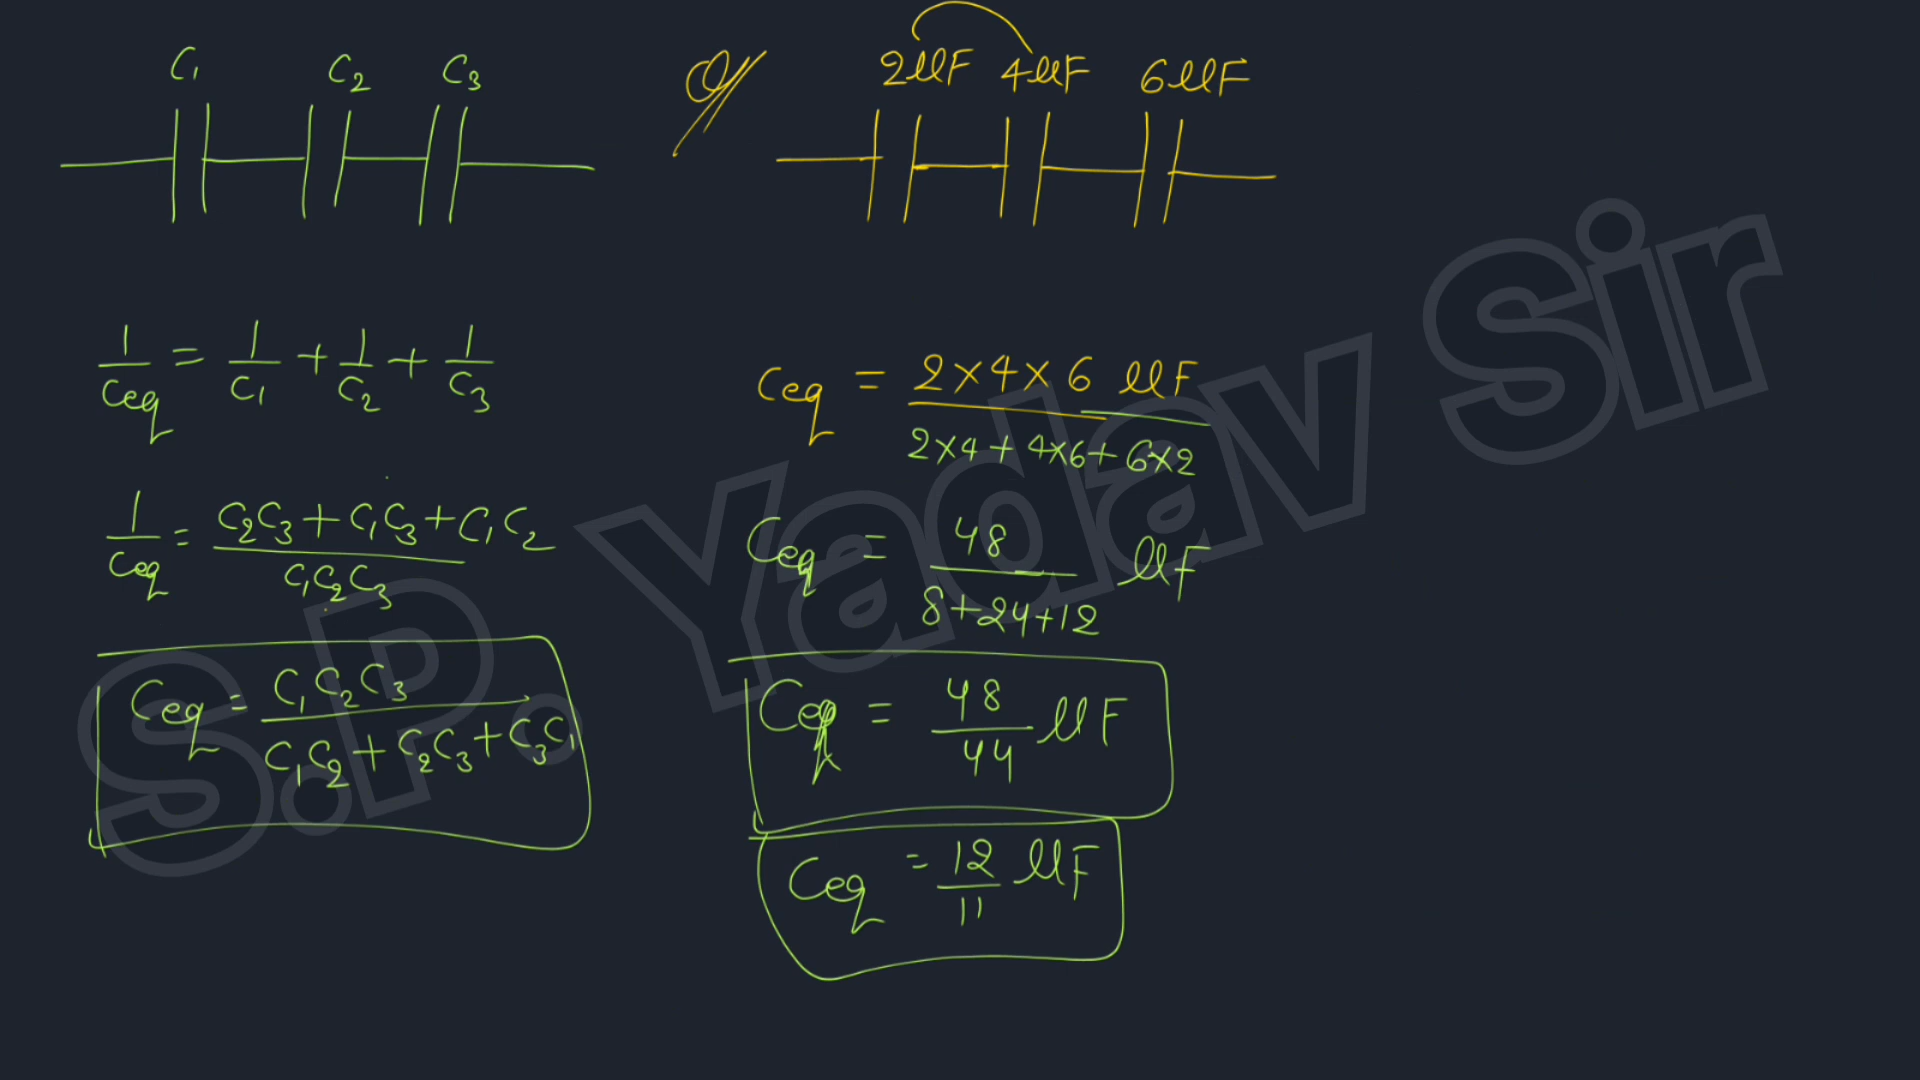 C₁ C₂ C₃
1/Ceq = 1/C₁ + 1/C₂ + 1/C₃
1/Ceq = (C₂C₃ + C₁C₃ + C₁C₂)/(C₁C₂C₃)
Ceq = (C₁C₂C₃)/(C₁C₂ + C₂C₃ + C₃C₁)
Q// 2μF 4μF 6μF
Ceq = (2×4×6 μF)/(2×4 + 4×6 + 6×2)
Ceq = 48/(8+24+12) μF
Ceq = 48/44 μF
Ceq = 12/11 μF
S.P. Yadav Sir